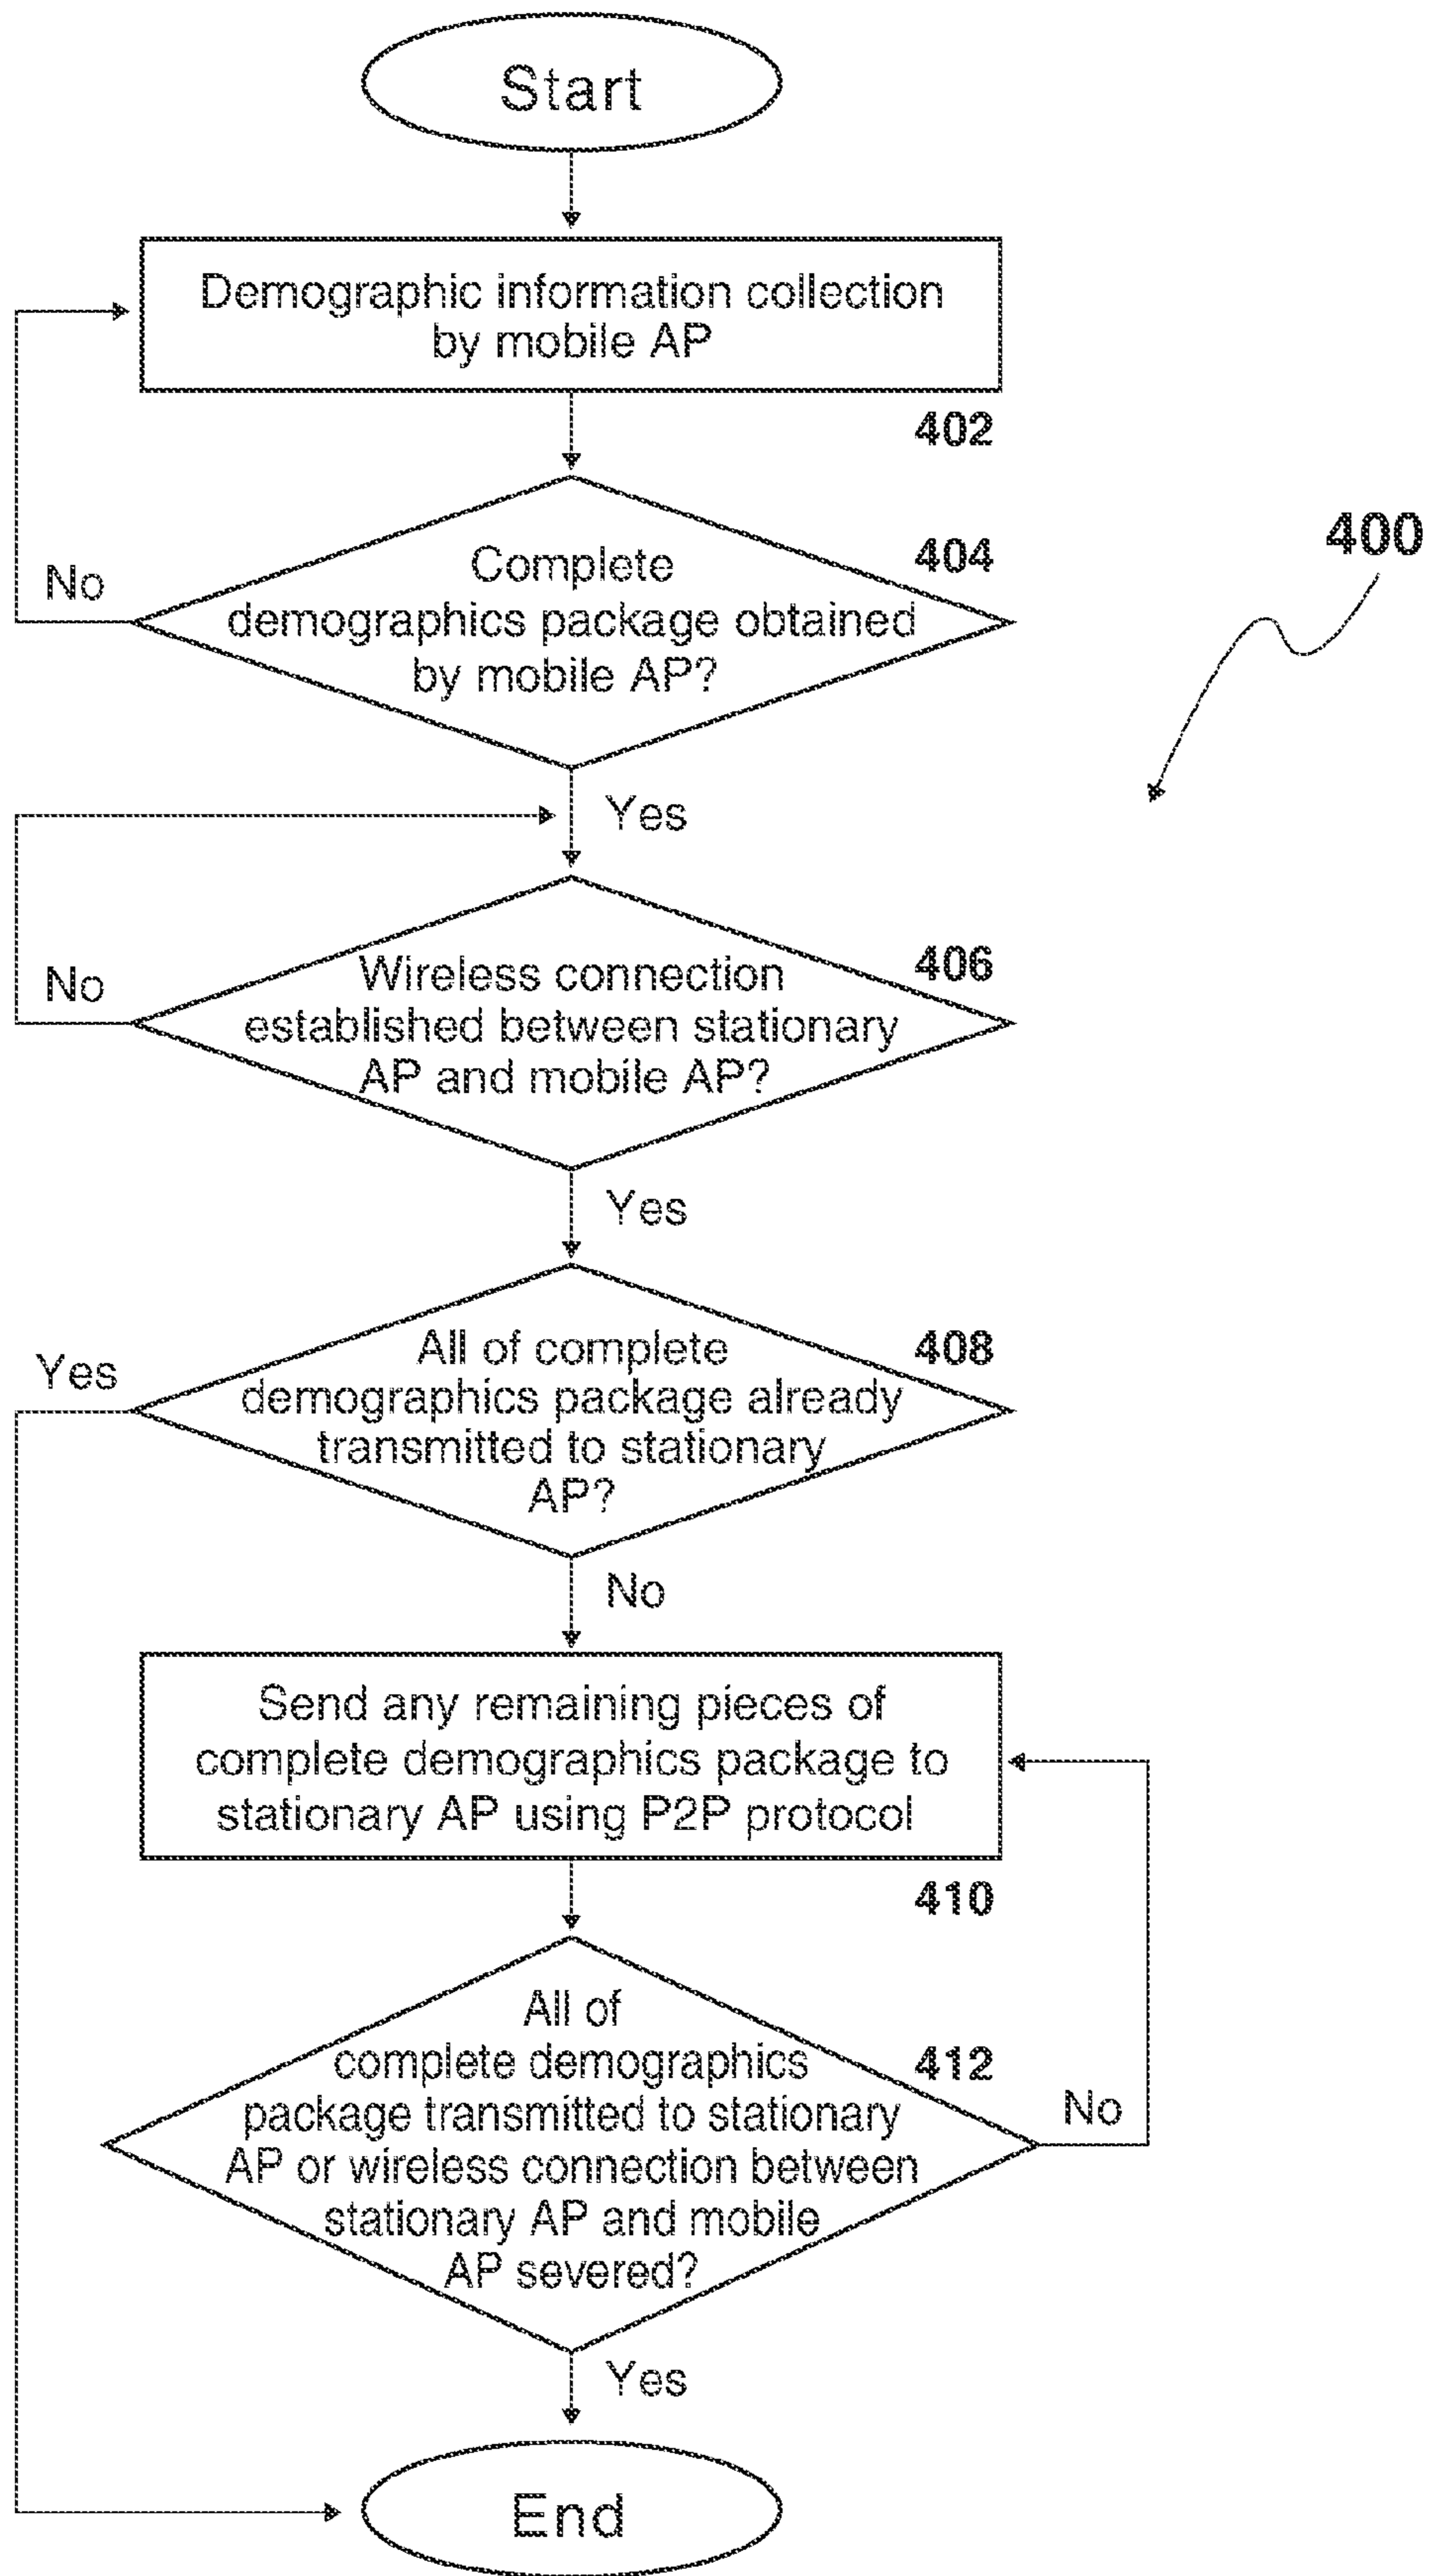 Start
Demographic information collection
by mobile AP
402
Complete
demographics package obtained
by mobile AP?
404
400
No
Yes
Wireless connection
established between stationary
AP and mobile AP?
406
No
Yes
All of complete
demographics package already
transmitted to stationary
AP?
408
Yes
No
Send any remaining pieces of
complete demographics package to
stationary AP using P2P protocol
410
All of
complete demographics
package transmitted to stationary
AP or wireless connection between
stationary AP and mobile
AP severed?
412
No
Yes
End